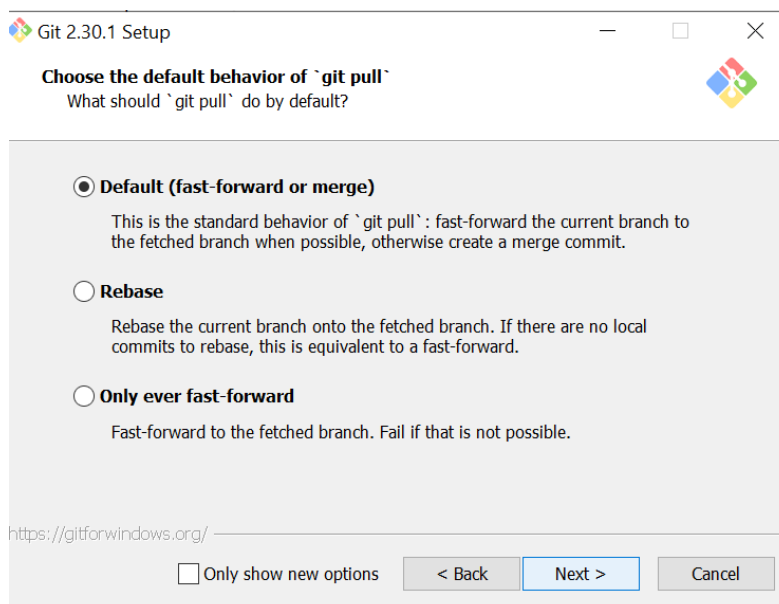 Git 2.30.1 Setup
Choose the default behavior of `git pull`
What should `git pull` do by default?
Default (fast-forward or merge)
This is the standard behavior of `git pull`: fast-forward the current branch to
the fetched branch when possible, otherwise create a merge commit.
Rebase
Rebase the current branch onto the fetched branch. If there are no local
commits to rebase, this is equivalent to a fast-forward.
Only ever fast-forward
Fast-forward to the fetched branch. Fail if that is not possible.
https://gitforwindows.org/
Only show new options < Back Next > Cancel